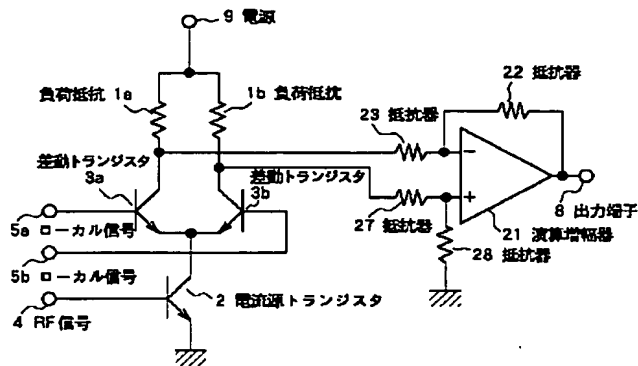 9 電源
負荷抵抗 1a
1b 負荷抵抗
22 抵抗器
23 抵抗器
差動トランジスタ
3a
差動トランジスタ
3b
5a ローカル信号
27 抵抗器
8 出力端子
21 演算増幅器
28 抵抗器
5b ローカル信号
2 電流源トランジスタ
4 RF信号
−
+